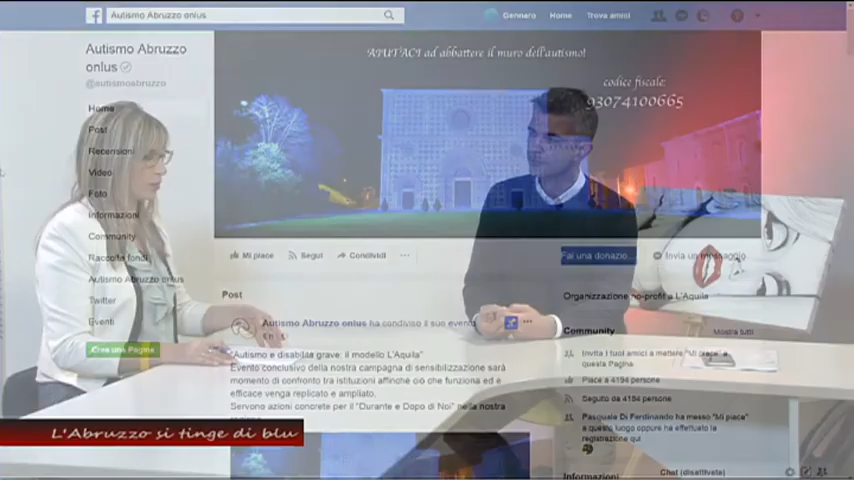 Autismo Abruzzo onlus
Gennaro
Home
Trova amici
Autismo Abruzzo
onlus
@autismoabruzzo
AIUTACI ad abbattere il muro dell'autismo!
codice fiscale:
93074100665
Home
Post
Recensioni
Video
Foto
Informazioni
Community
Raccolta fondi
Autismo Abruzzo onlus
Twitter
Eventi
Crea una Pagina
Mi piace
Segui
Condividi
Fai una donazio...
Invia un messaggio
Post
Autismo Abruzzo onlus ha condiviso il suo evento.
"Autismo e disabilità grave: il modello L'Aquila"
Evento conclusivo della nostra campagna di sensibilizzazione sarà
momento di confronto tra istituzioni affinche ciò che funziona ed è
efficace venga replicato e ampliato.
Servono azioni concrete per il "Durante e Dopo di Noi" nella nostra
Organizzazione no-profit a L'Aquila
Community
Mostra tutti
Invita i tuoi amici a mettere "Mi piace" a
questa Pagina
Piace a 4194 persone
Seguito da 4198 persone
Pasquale Di Ferdinando ha messo "Mi piace"
a questo luogo oppure ha effettuato la
registrazione qui
Informazioni
Chat (disattivata)
L'Abruzzo si tinge di blu